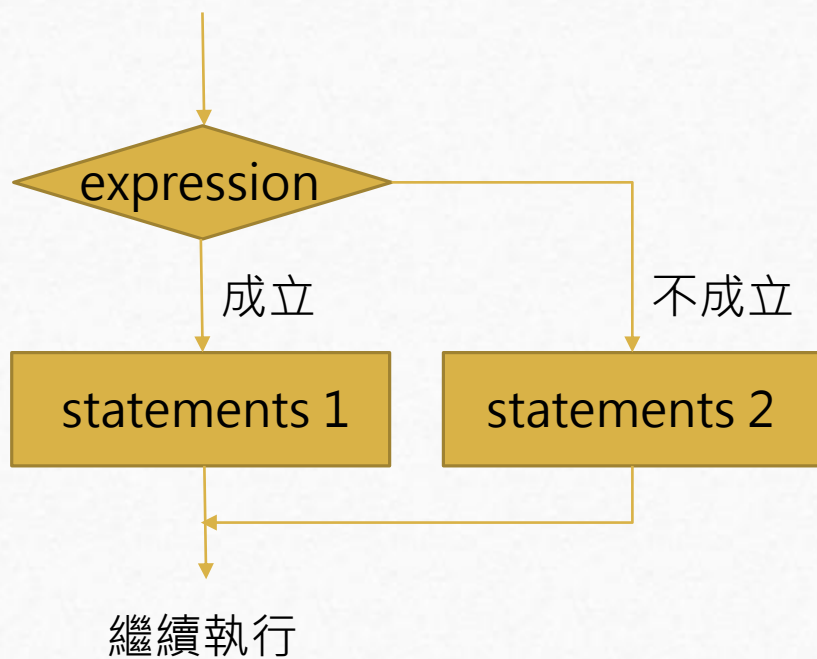 expression
成立
不成立
statements 1
statements 2
繼續執行